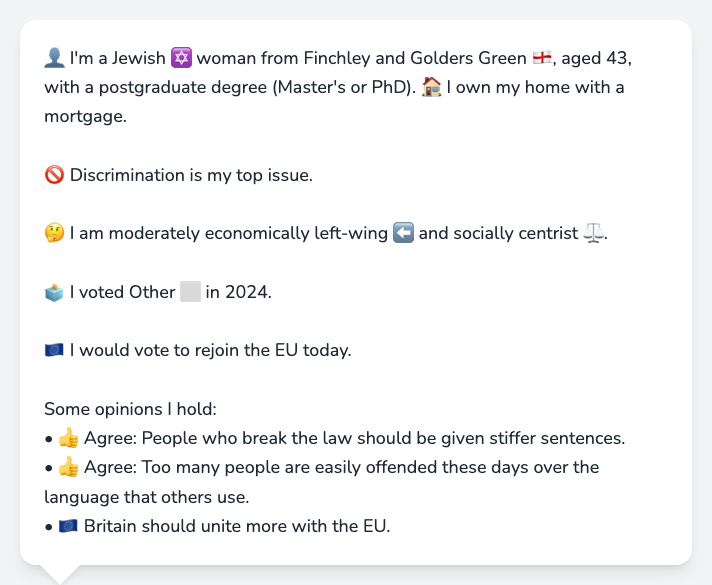 👤 I'm a Jewish ✡️ woman from Finchley and Golders Green 🏴󠁧󠁢󠁥󠁮󠁧󠁿, aged 43,
with a postgraduate degree (Master's or PhD). 🏠 I own my home with a
mortgage.
🚫 Discrimination is my top issue.
🤔 I am moderately economically left-wing ⬅️ and socially centrist ⚖️.
🗳️ I voted Other ⬜ in 2024.
🇪🇺 I would vote to rejoin the EU today.
Some opinions I hold:
• 👍 Agree: People who break the law should be given stiffer sentences.
• 👍 Agree: Too many people are easily offended these days over the
language that others use.
• 🇪🇺 Britain should unite more with the EU.